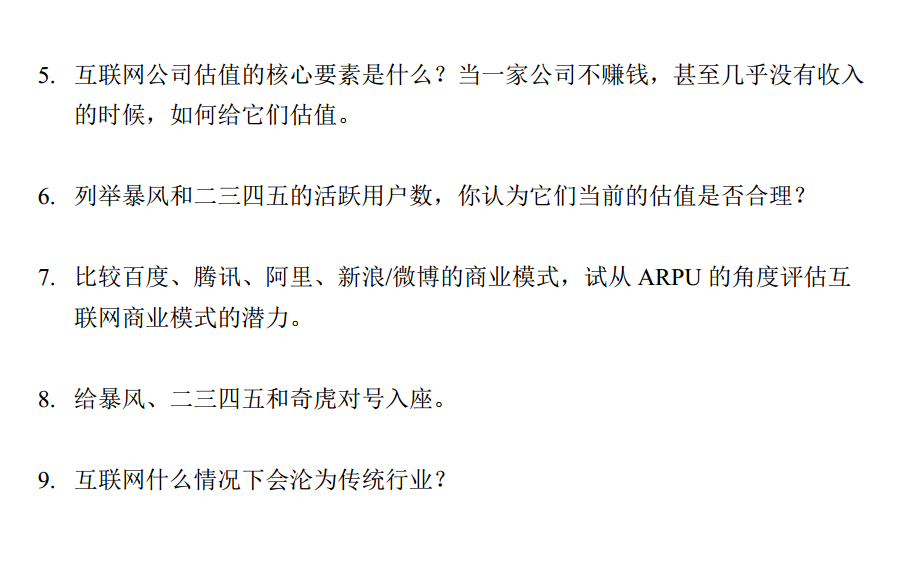 5. 互联网公司估值的核心要素是什么？当一家公司不赚钱，甚至几乎没有收入
的时候，如何给它们估值。
6. 列举暴风和二三四五的活跃用户数，你认为它们当前的估值是否合理？
7. 比较百度、腾讯、阿里、新浪/微博的商业模式，试从 ARPU 的角度评估互
联网商业模式的潜力。
8. 给暴风、二三四五和奇虎对号入座。
9. 互联网什么情况下会沦为传统行业？